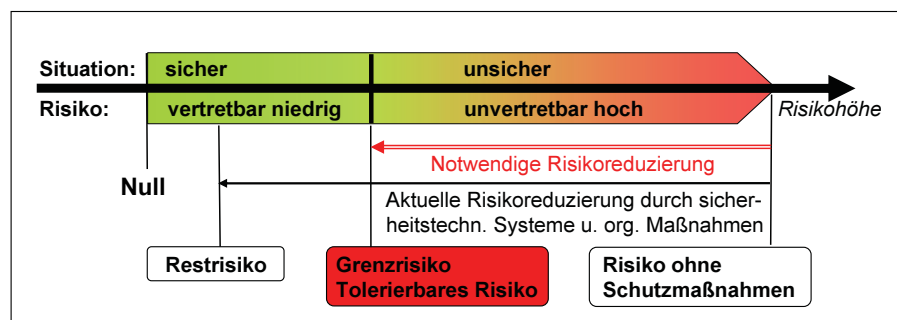 Situation: sicher unsicher
Risiko: vertretbar niedrig unvertretbar hoch Risikohöhe
Notwendige Risikoreduzierung
Null
Aktuelle Risikoreduzierung durch sicher-
heitstechn. Systeme u. org. Maßnahmen
Restrisiko
Grenzrisiko
Tolerierbares Risiko
Risiko ohne
Schutzmaßnahmen